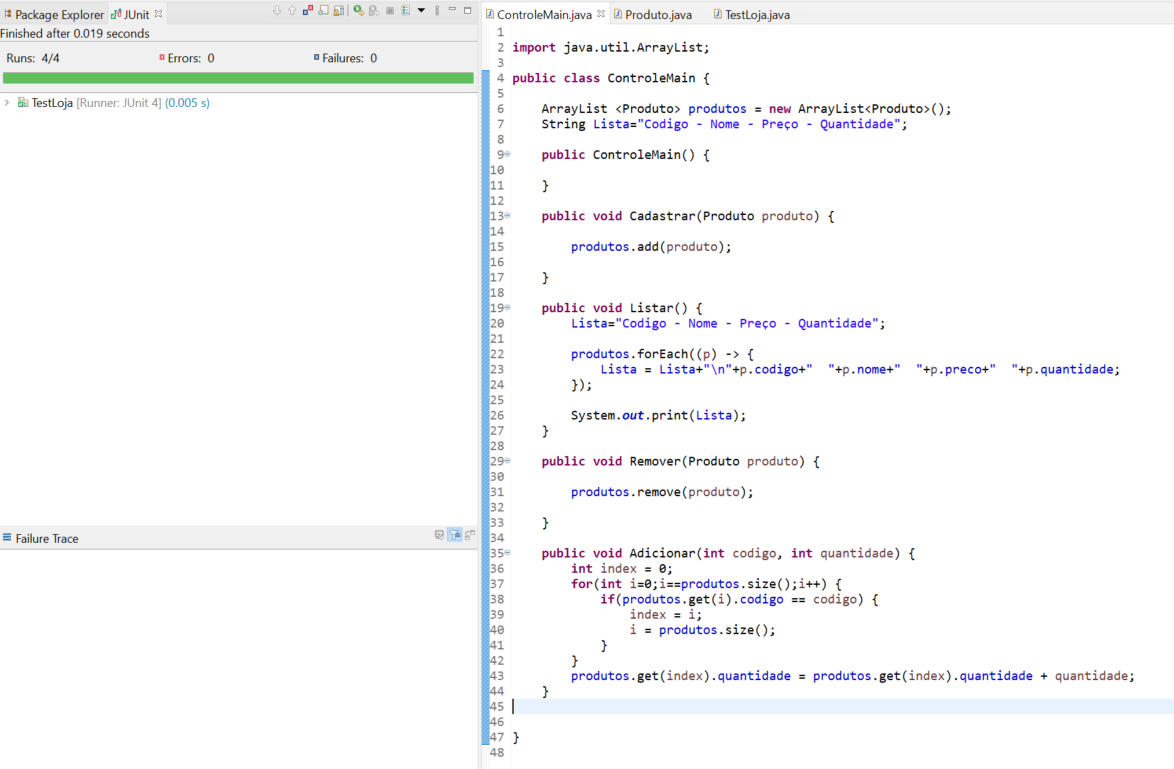 Package Explorer JUnit
Finished after 0.019 seconds
Runs: 4/4 Errors: 0 Failures: 0
TestLoja [Runner: JUnit 4] (0.005 s)
Failure Trace
ControleMain.java Produto.java TestLoja.java
1
2 import java.util.ArrayList;
3
4 public class ControleMain {
5
6     ArrayList <Produto> produtos = new ArrayList<Produto>();
7     String Lista="Codigo - Nome - Preço - Quantidade";
8
9     public ControleMain() {
10
11     }
12
13     public void Cadastrar(Produto produto) {
14
15         produtos.add(produto);
16
17     }
18
19     public void Listar() {
20         Lista="Codigo - Nome - Preço - Quantidade";
21
22         produtos.forEach((p) -> {
23             Lista = Lista+"\n"+p.codigo+"  "+p.nome+"  "+p.preco+"  "+p.quantidade;
24         });
25
26         System.out.print(Lista);
27     }
28
29     public void Remover(Produto produto) {
30
31         produtos.remove(produto);
32
33     }
34
35     public void Adicionar(int codigo, int quantidade) {
36         int index = 0;
37         for(int i=0;i==produtos.size();i++) {
38             if(produtos.get(i).codigo == codigo) {
39                 index = i;
40                 i = produtos.size();
41             }
42         }
43         produtos.get(index).quantidade = produtos.get(index).quantidade + quantidade;
44     }
45
46
47 }
48